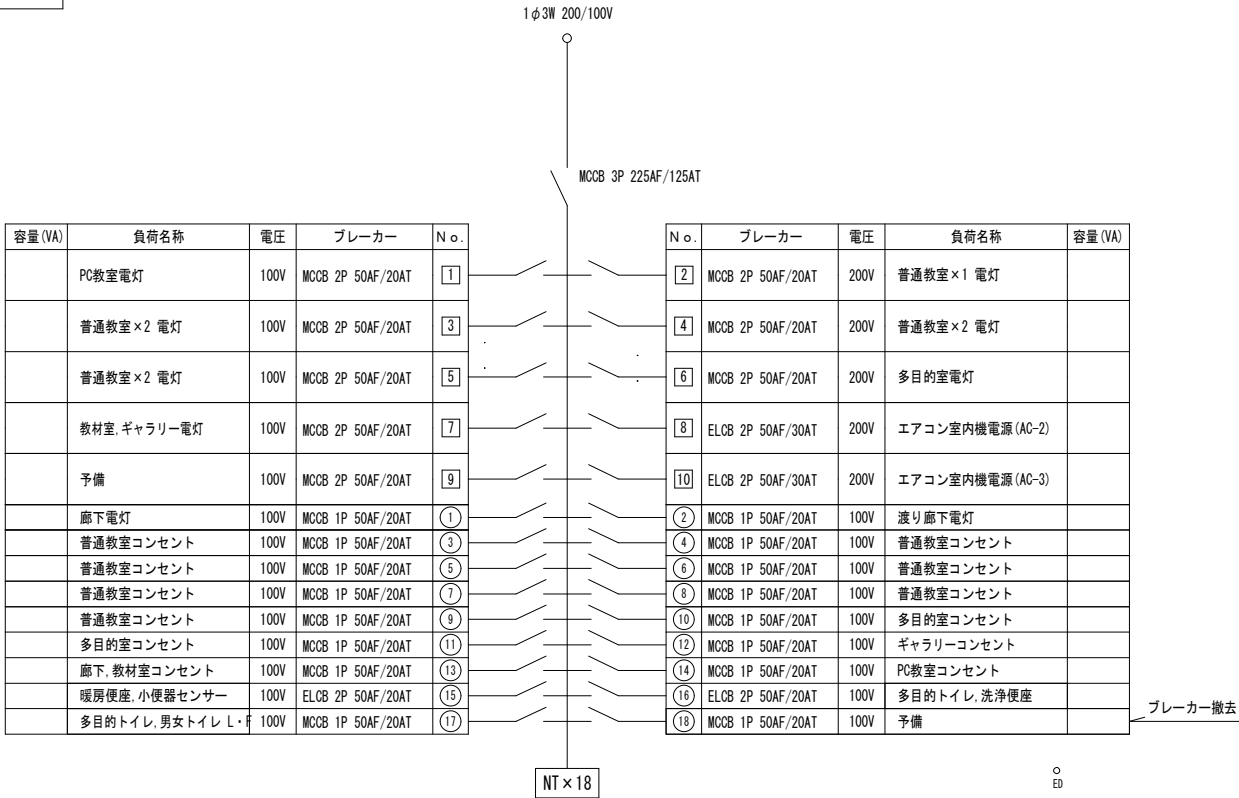 1φ3W 200/100V
MCCB 3P 225AF/125AT
容量(VA) 負荷名称 電圧 ブレーカー No. No. ブレーカー 電圧 負荷名称 容量(VA)
PC教室電灯 100V MCCB 2P 50AF/20AT 1 2 MCCB 2P 50AF/20AT 200V 普通教室×1 電灯
普通教室×2 電灯 100V MCCB 2P 50AF/20AT 3 4 MCCB 2P 50AF/20AT 200V 普通教室×2 電灯
普通教室×2 電灯 100V MCCB 2P 50AF/20AT 5 6 MCCB 2P 50AF/20AT 200V 多目的室電灯
教材室,ギャラリー電灯 100V MCCB 2P 50AF/20AT 7 8 ELCB 2P 50AF/30AT 200V エアコン室内機電源(AC-2)
予備 100V MCCB 2P 50AF/20AT 9 10 ELCB 2P 50AF/30AT 200V エアコン室内機電源(AC-3)
廊下電灯 100V MCCB 1P 50AF/20AT 1 2 MCCB 1P 50AF/20AT 100V 渡り廊下電灯
普通教室コンセント 100V MCCB 1P 50AF/20AT 3 4 MCCB 1P 50AF/20AT 100V 普通教室コンセント
普通教室コンセント 100V MCCB 1P 50AF/20AT 5 6 MCCB 1P 50AF/20AT 100V 普通教室コンセント
普通教室コンセント 100V MCCB 1P 50AF/20AT 7 8 MCCB 1P 50AF/20AT 100V 普通教室コンセント
普通教室コンセント 100V MCCB 1P 50AF/20AT 9 10 MCCB 1P 50AF/20AT 100V 多目的室コンセント
多目的室コンセント 100V MCCB 1P 50AF/20AT 11 12 MCCB 1P 50AF/20AT 100V ギャラリーコンセント
廊下,教材室コンセント 100V MCCB 1P 50AF/20AT 13 14 MCCB 1P 50AF/20AT 100V PC教室コンセント
暖房便座,小便器センサー 100V ELCB 2P 50AF/20AT 15 16 ELCB 2P 50AF/20AT 100V 多目的トイレ,洗浄便座
多目的トイレ,男女トイレ L・F 100V MCCB 1P 50AF/20AT 17 18 MCCB 1P 50AF/20AT 100V 予備
ブレーカー撤去
NT×18
ED